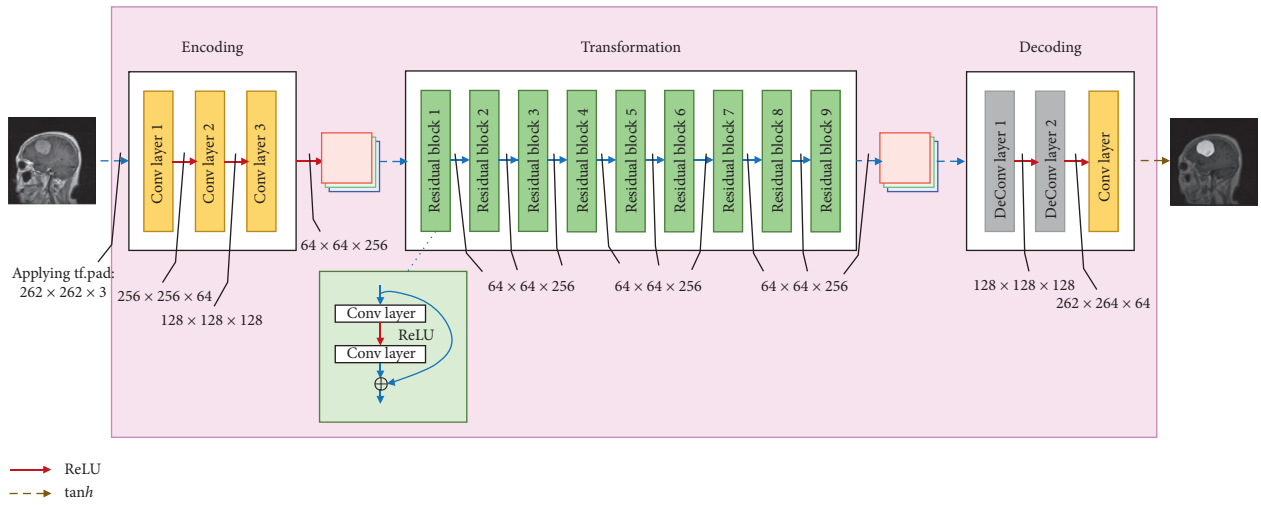 Encoding
Transformation
Decoding
Conv layer 1
Conv layer 2
Conv layer 3
Residual block 1
Residual block 2
Residual block 3
Residual block 4
Residual block 5
Residual block 6
Residual block 7
Residual block 8
Residual block 9
DeConv layer 1
DeConv layer 2
Conv layer
Applying tf.pad:
262 × 262 × 3
256 × 256 × 64
128 × 128 × 128
64 × 64 × 256
64 × 64 × 256
64 × 64 × 256
64 × 64 × 256
128 × 128 × 128
262 × 264 × 64
Conv layer
ReLU
Conv layer
ReLU
tanh